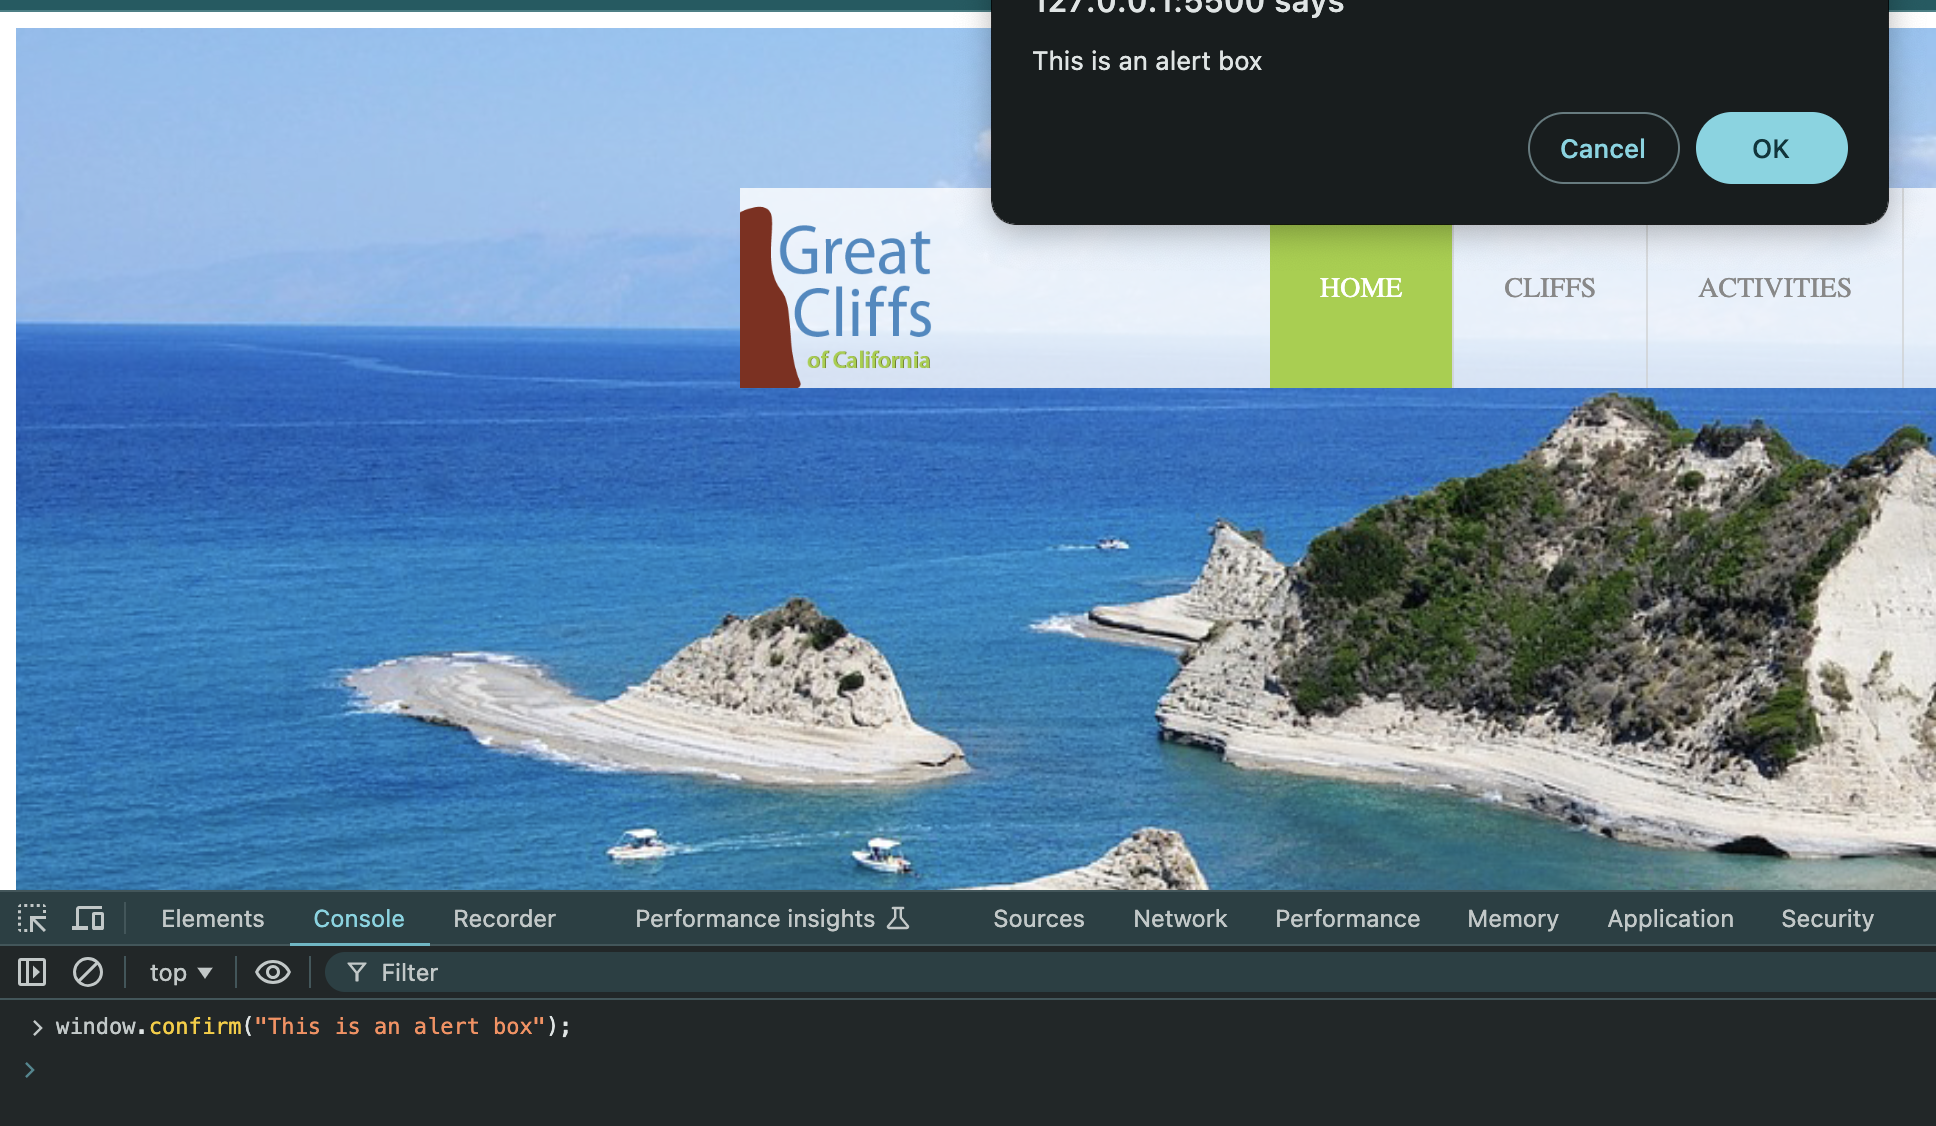 127.0.0.1:5500 says
This is an alert box
Cancel
OK
Great
Cliffs
of California
HOME
CLIFFS
ACTIVITIES
Elements
Console
Recorder
Performance insights
Sources
Network
Performance
Memory
Application
Security
top
Filter
window.confirm("This is an alert box");